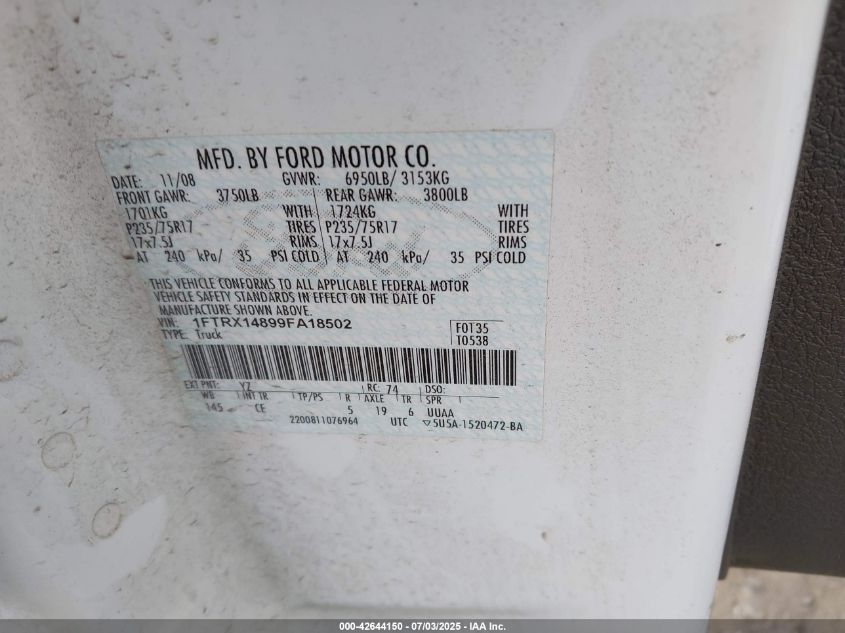 MFD. BY FORD MOTOR CO.
DATE: 11/08 GVWR: 6950LB/ 3153KG
FRONT GAWR: 3750LB REAR GAWR: 3800LB
1701KG WITH 1724KG WITH
P235/75R17 TIRES P235/75R17 TIRES
17x7.5J RIMS 17x7.5J RIMS
AT 240 kPa/ 35 PSI COLD AT 240 kPa/ 35 PSI COLD
THIS VEHICLE CONFORMS TO ALL APPLICABLE FEDERAL MOTOR
VEHICLE SAFETY STANDARDS IN EFFECT ON THE DATE OF
MANUFACTURE SHOWN ABOVE.
VIN: 1FTRX14899FA18502 F0T35
TYPE: Truck T0538
EXT PNT: YZ RC: 74 DSO:
WB INT TR TP/PS R AXLE TR SPR
145 CE 5 19 6 UUAA
2200811076964 UTC ▽5U5A-1520472-BA
000-42644150 - 07/03/2025 - IAA Inc.